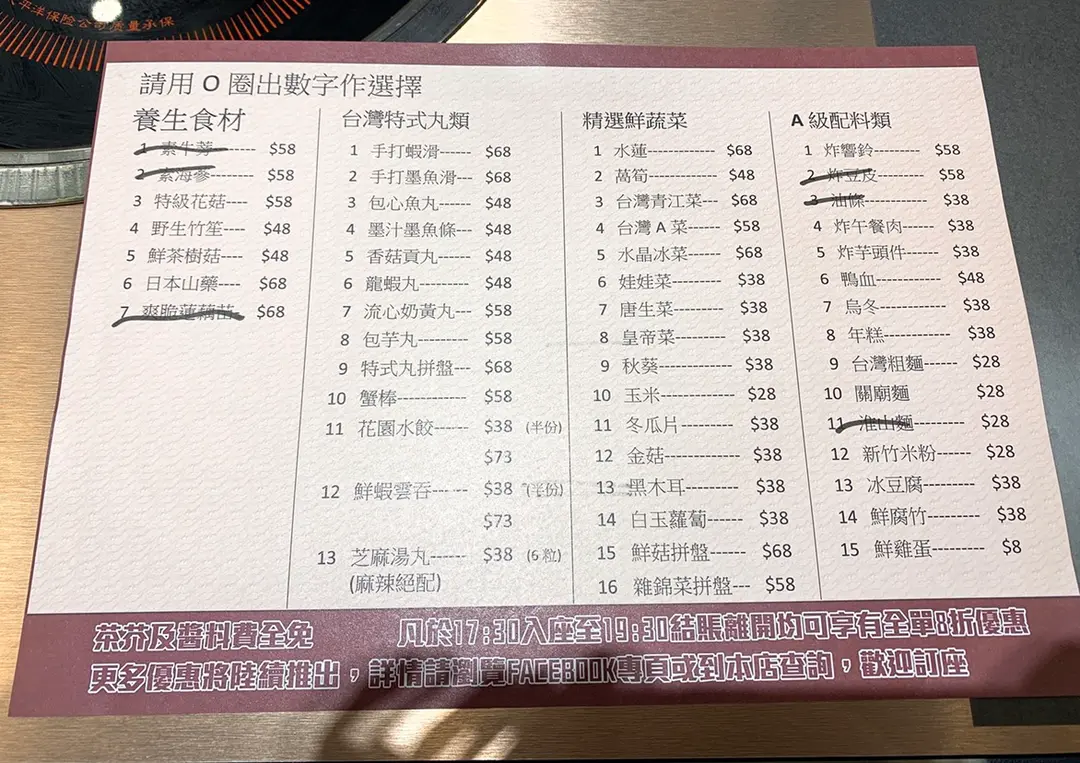 平洋保險公司質量承保
請用 O 圈出數字作選擇
養生食材
1 素牛蒡------ $58
2 素海參-------- $58
3 特級花菇---- $58
4 野生竹笙---- $48
5 鮮茶樹菇---- $48
6 日本山藥---- $68
7 爽脆蓮藕苗- $68
台灣特式丸類
1 手打蝦滑------ $68
2 手打墨魚滑--- $68
3 包心魚丸------ $48
4 墨汁墨魚條--- $48
5 香菇貢丸------ $48
6 龍蝦丸--------- $48
7 流心奶黃丸--- $58
8 包芋丸--------- $58
9 特式丸拼盤--- $68
10 蟹棒------------ $58
11 花園水餃------ $38 (半份)
$73
12 鮮蝦雲吞------ $38 (半份)
$73
13 芝麻湯丸------ $38 (6 粒)
(麻辣絕配)
精選鮮蔬菜
1 水蓮------------ $68
2 萵筍------------ $48
3 台灣青江菜--- $68
4 台灣 A 菜----- $58
5 水晶冰菜------ $68
6 娃娃菜--------- $38
7 唐生菜--------- $38
8 皇帝菜--------- $38
9 秋葵------------ $38
10 玉米------------ $28
11 冬瓜片--------- $38
12 金菇------------ $38
13 黑木耳--------- $38
14 白玉蘿蔔------ $38
15 鮮菇拼盤------ $68
16 雜錦菜拼盤--- $58
A 級配料類
1 炸響鈴--------- $58
2 炸豆皮--------- $58
3 油條------------ $38
4 炸午餐肉------ $38
5 炸芋頭件------ $38
6 鴨血------------ $48
7 烏冬------------ $38
8 年糕------------ $38
9 台灣粗麵------ $28
10 關廟麵 $28
11 淮山麵--------- $28
12 新竹米粉------ $28
13 冰豆腐--------- $38
14 鮮腐竹--------- $38
15 鮮雞蛋--------- $8
茶芥及醬料費全免 凡於17:30入座至19:30結賬離開均可享有全單8折優惠
更多優惠將陸續推出，詳情請瀏覽FACEBOOK專頁或到本店查詢，歡迎訂座